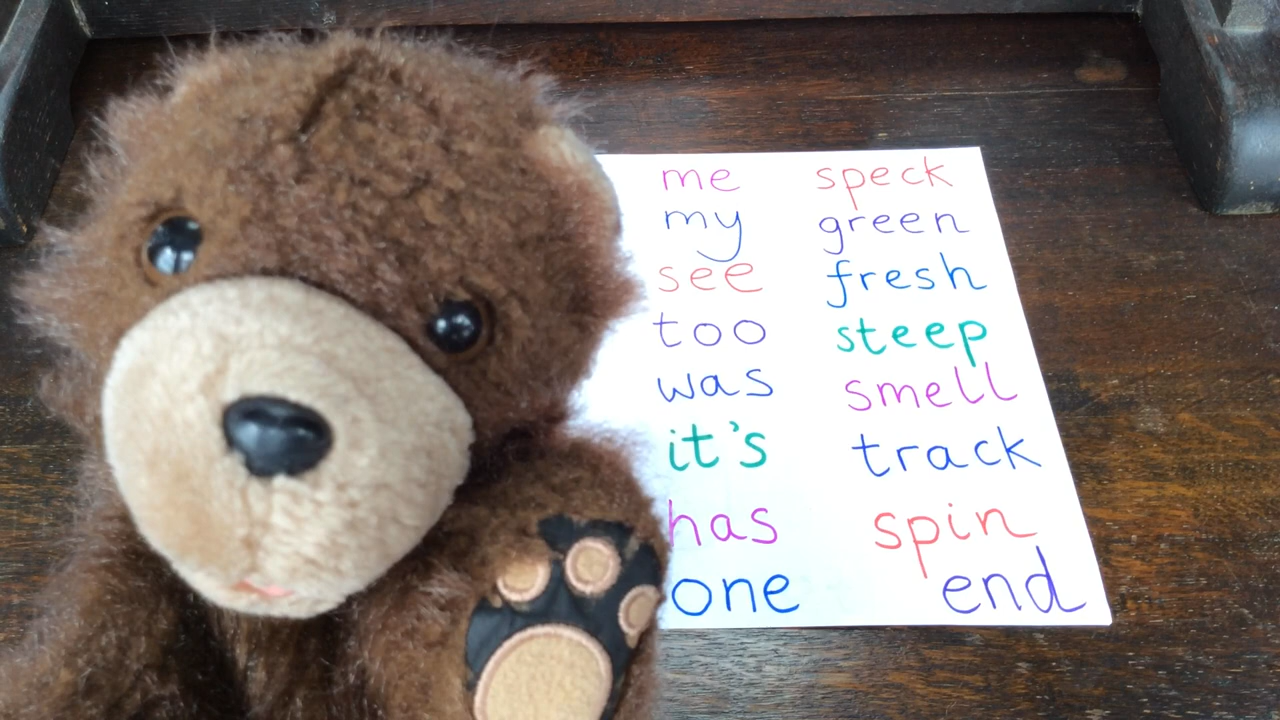 me speck
my green
see fresh
too steep
was smell
it's track
has spin
one end